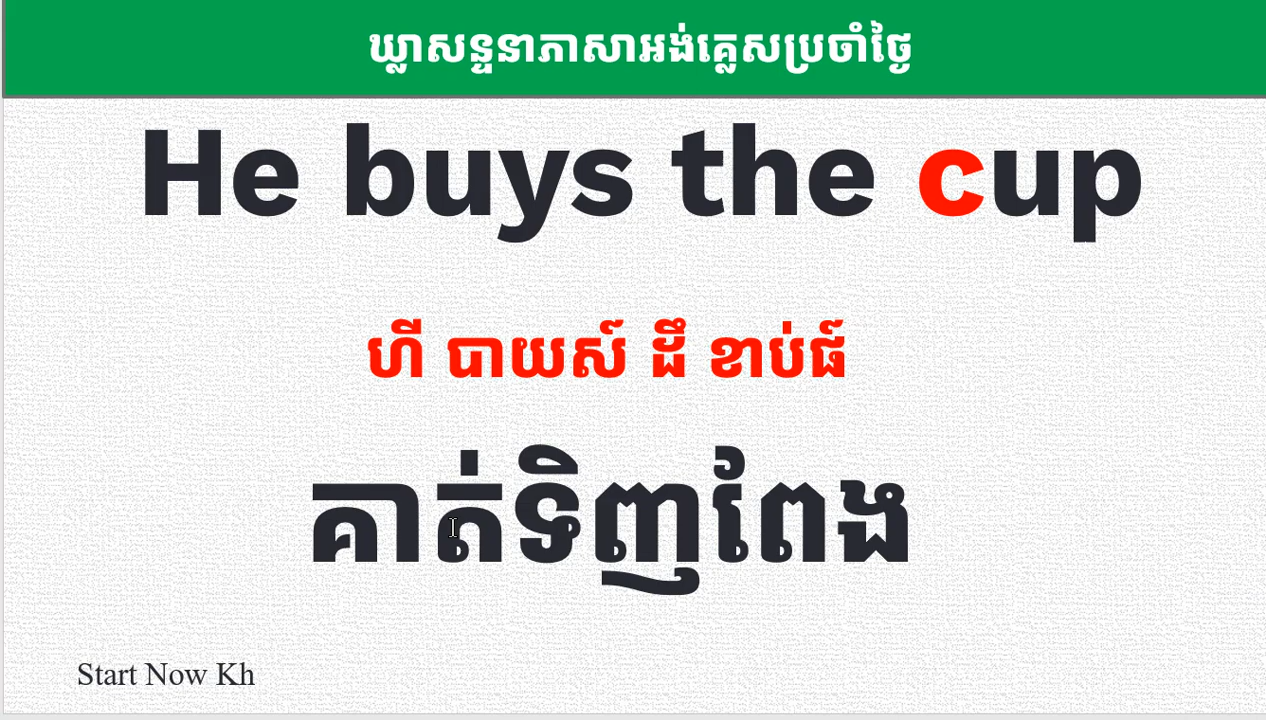 ឃ្លាសន្ទនាភាសាអង់គ្លេសប្រចាំថ្ងៃ
He buys the cup
ហី បាយស៍ ដឹ ខាប់ផ៍
គាត់ទិញពែង
Start Now Kh